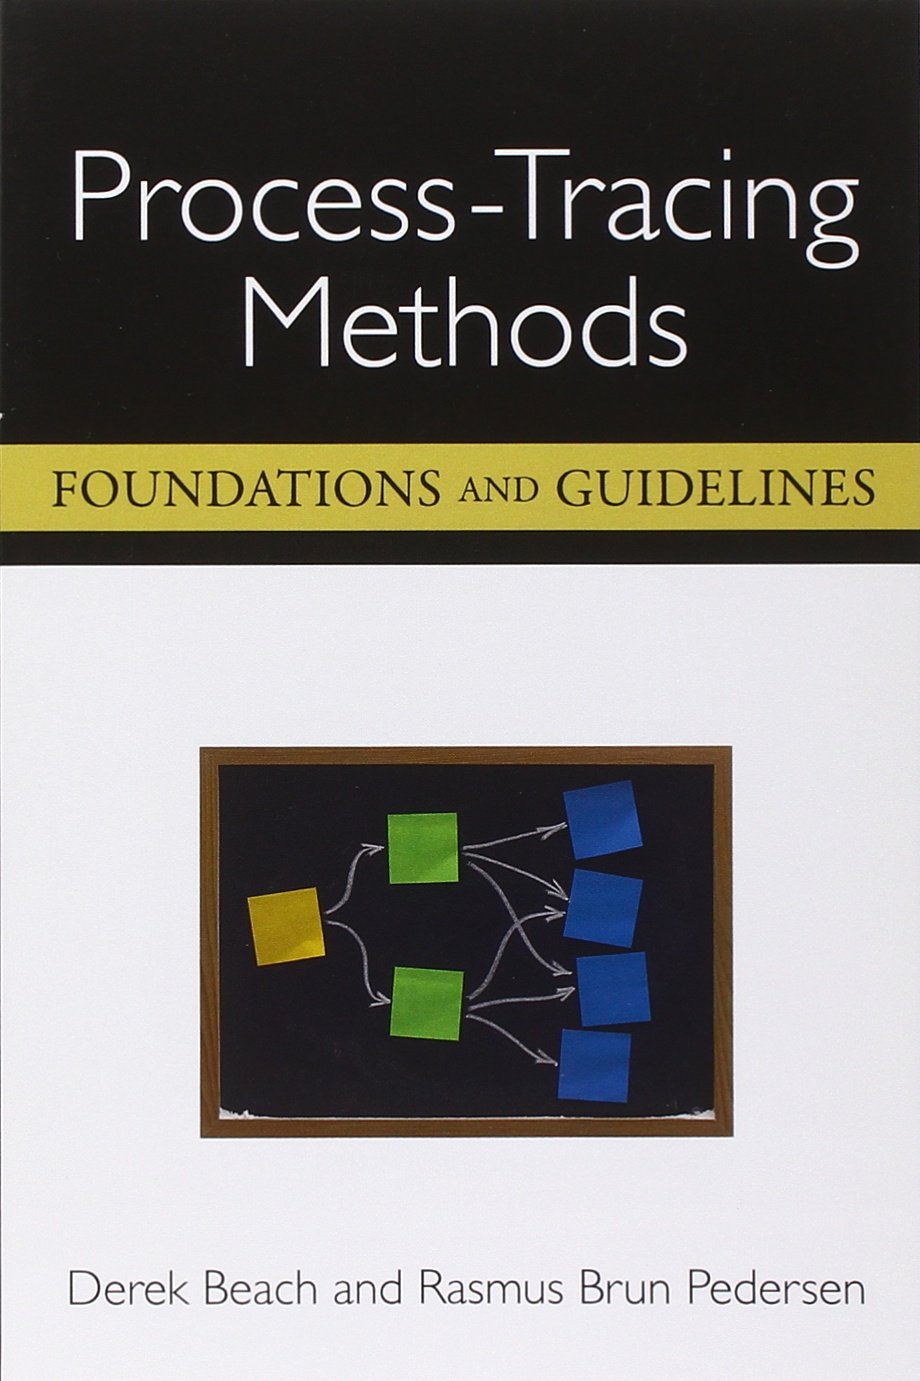 Process-Tracing
Methods
FOUNDATIONS AND GUIDELINES
Derek Beach and Rasmus Brun Pedersen